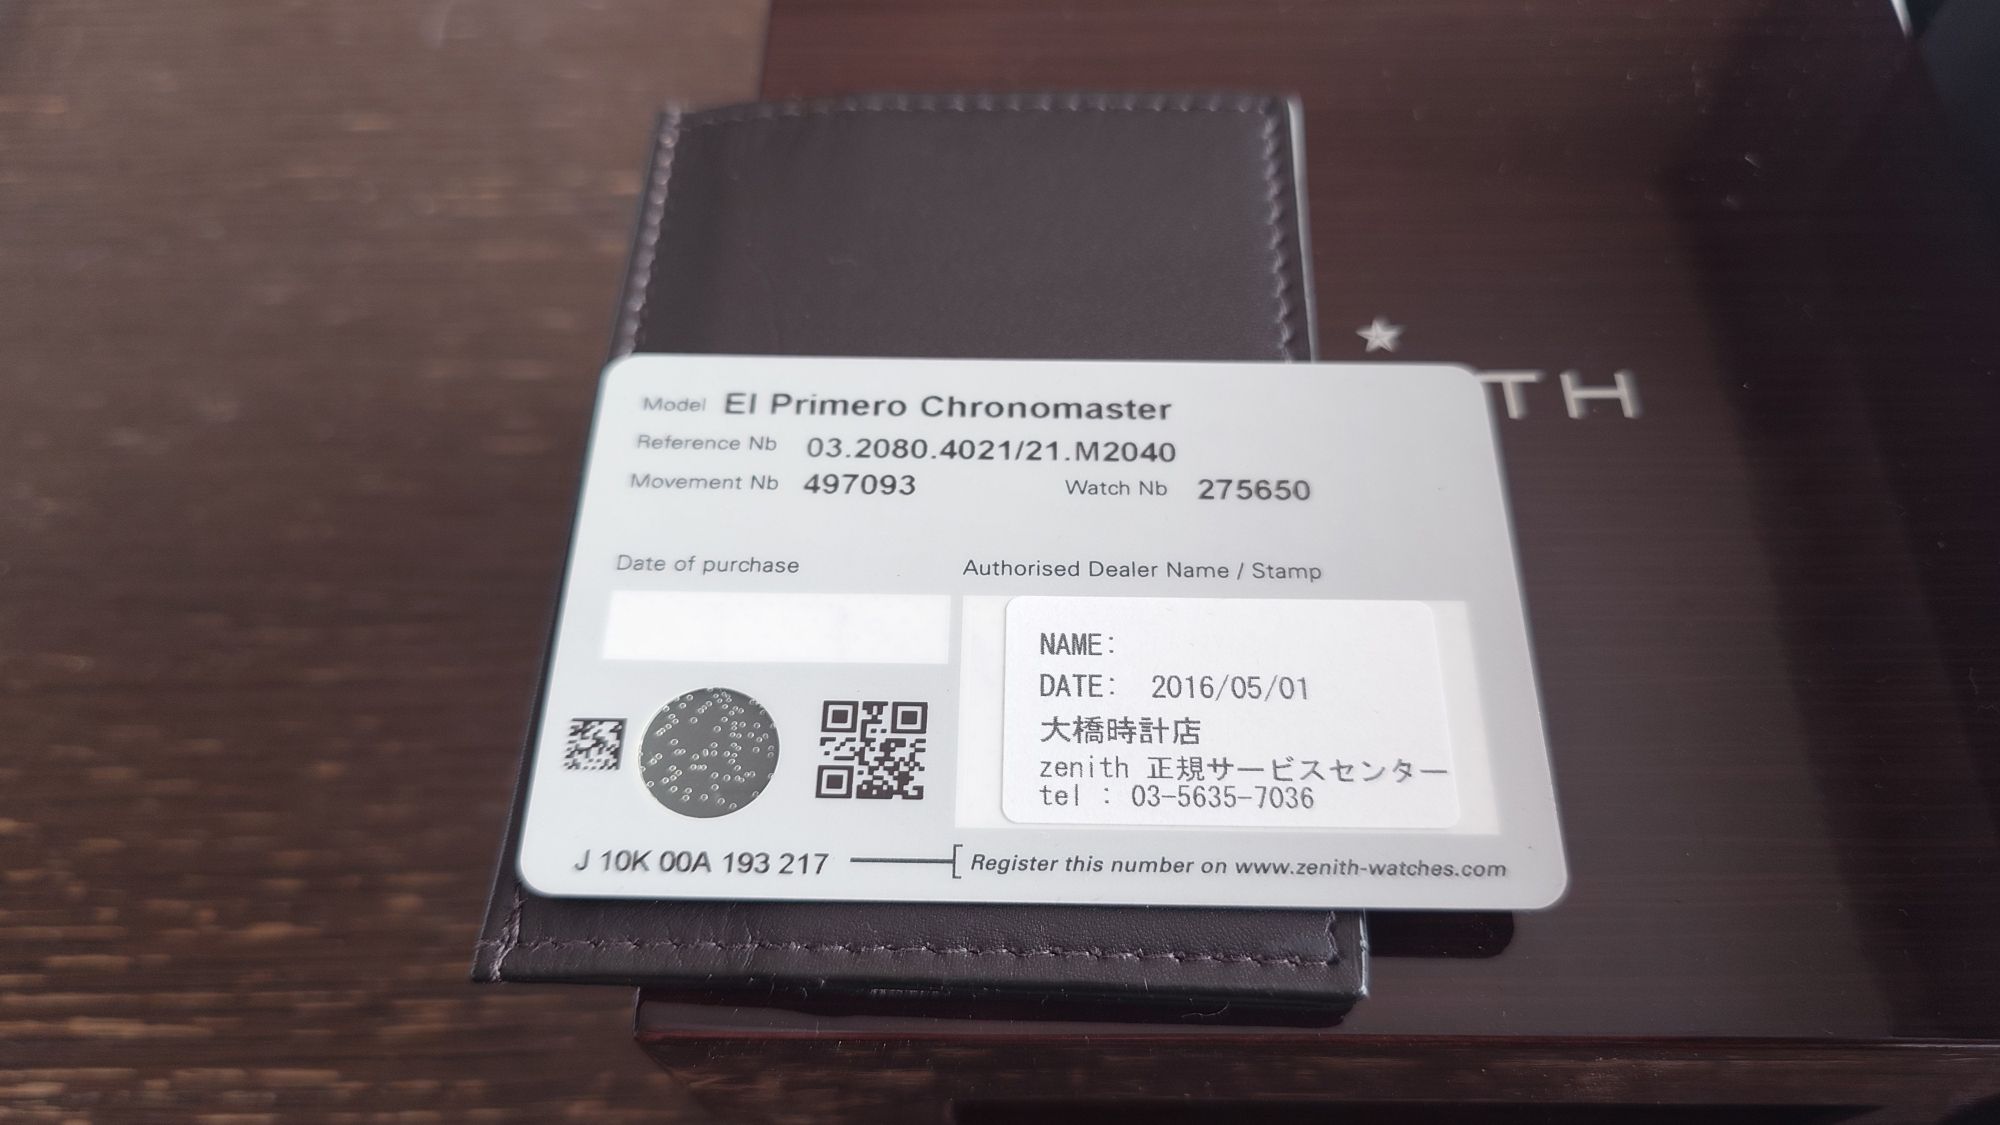 TH
Model El Primero Chronomaster
Reference Nb 03.2080.4021/21.M2040
Movement Nb 497093 Watch Nb 275650
Date of purchase
Authorised Dealer Name / Stamp
NAME:
DATE: 2016/05/01
大橋時計店
zenith 正規サービスセンター
tel : 03-5635-7036
J 10K 00A 193 217
Register this number on www.zenith-watches.com